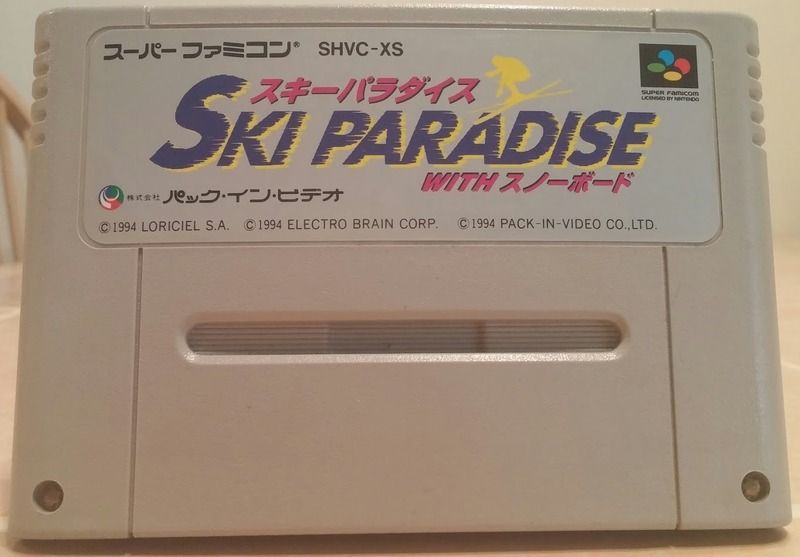 スーパーファミコン® SHVC-XS
スキーパラダイス
SKI PARADISE
WITH スノーボード
SUPER FAMICOM
LICENSED BY NINTENDO
株式会社 パック・イン・ビデオ
©1994 LORICIEL S.A. ©1994 ELECTRO BRAIN CORP. ©1994 PACK-IN-VIDEO CO.,LTD.